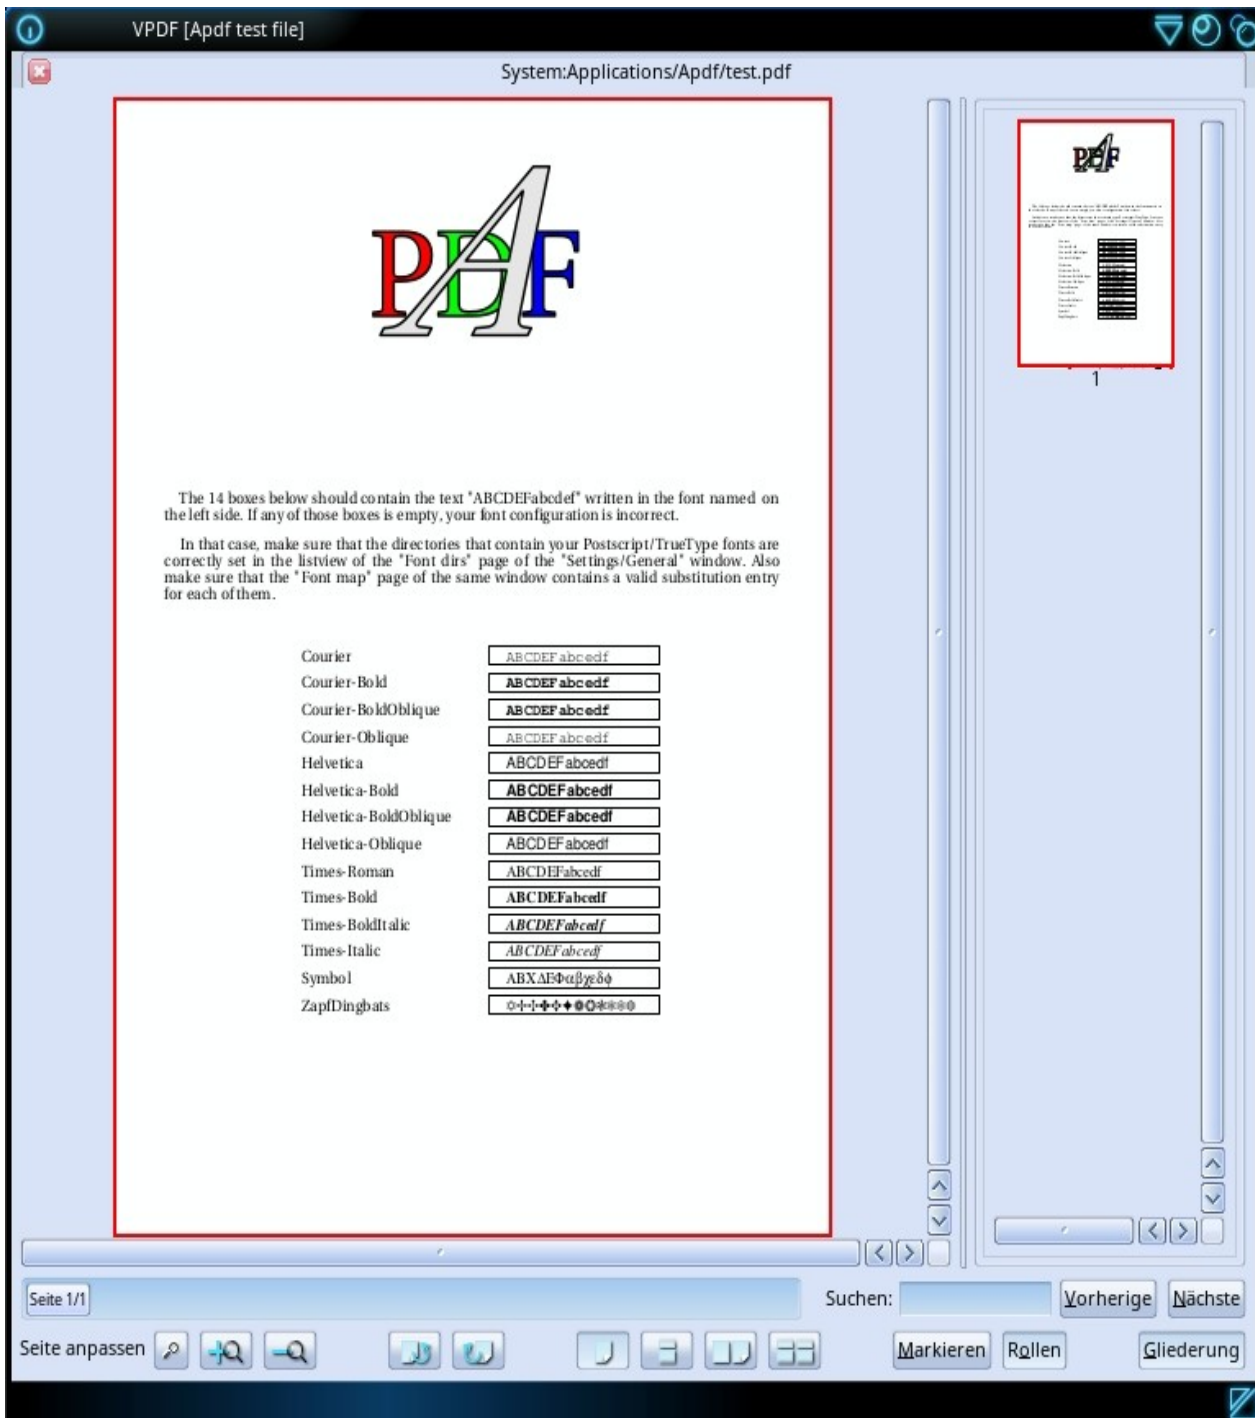 VPDF [Apdf test file]
System:Applications/Apdf/test.pdf
PDF
A
The 14 boxes below should contain the text "ABCDEFabcdef" written in the font named on
the left side. If any of those boxes is empty, your font configuration is incorrect.
In that case, make sure that the directories that contain your Postscript/TrueType fonts are
correctly set in the listview of the "Font dirs" page of the "Settings/General" window. Also
make sure that the "Font map" page of the same window contains a valid substitution entry
for each of them.
Courier ABCDEFabcedf
Courier-Bold ABCDEFabcedf
Courier-BoldOblique ABCDEFabcedf
Courier-Oblique ABCDEFabcedf
Helvetica ABCDEFabcedf
Helvetica-Bold ABCDEFabcedf
Helvetica-BoldOblique ABCDEFabcedf
Helvetica-Oblique ABCDEFabcedf
Times-Roman ABCDEFabcedf
Times-Bold ABCDEFabcedf
Times-BoldItalic ABCDEFabcedf
Times-Italic ABCDEFabcedf
Symbol ΑΒΧΔΕΦαβχεδφ
ZapfDingbats
1
Seite 1/1 Suchen: Vorherige Nächste
Seite anpassen Markieren Rollen Gliederung